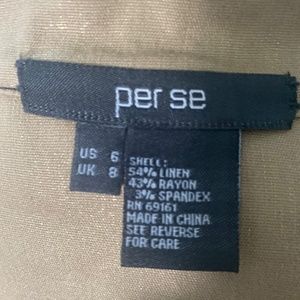 per se
US 6
UK 8
SHELL:
54% LINEN
43% RAYON
3% SPANDEX
RN 69161
MADE IN CHINA
SEE REVERSE
FOR CARE